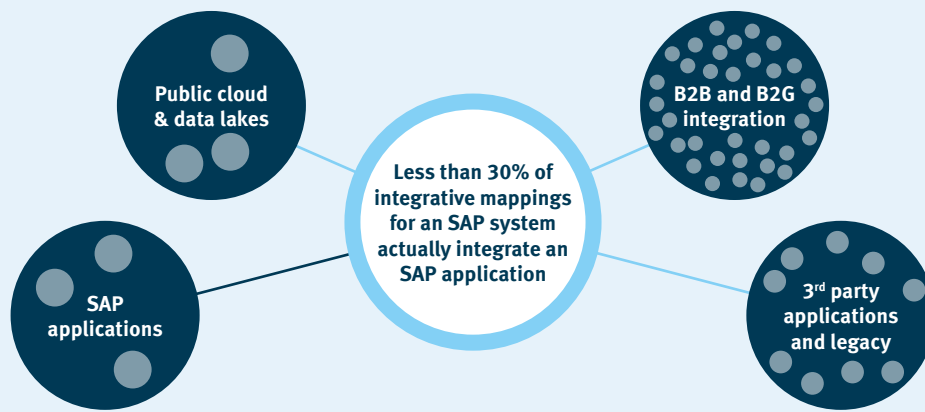 Public cloud
& data lakes
B2B and B2G
integration
Less than 30% of
integrative mappings
for an SAP system
actually integrate an
SAP application
SAP
applications
3rd party
applications
and legacy